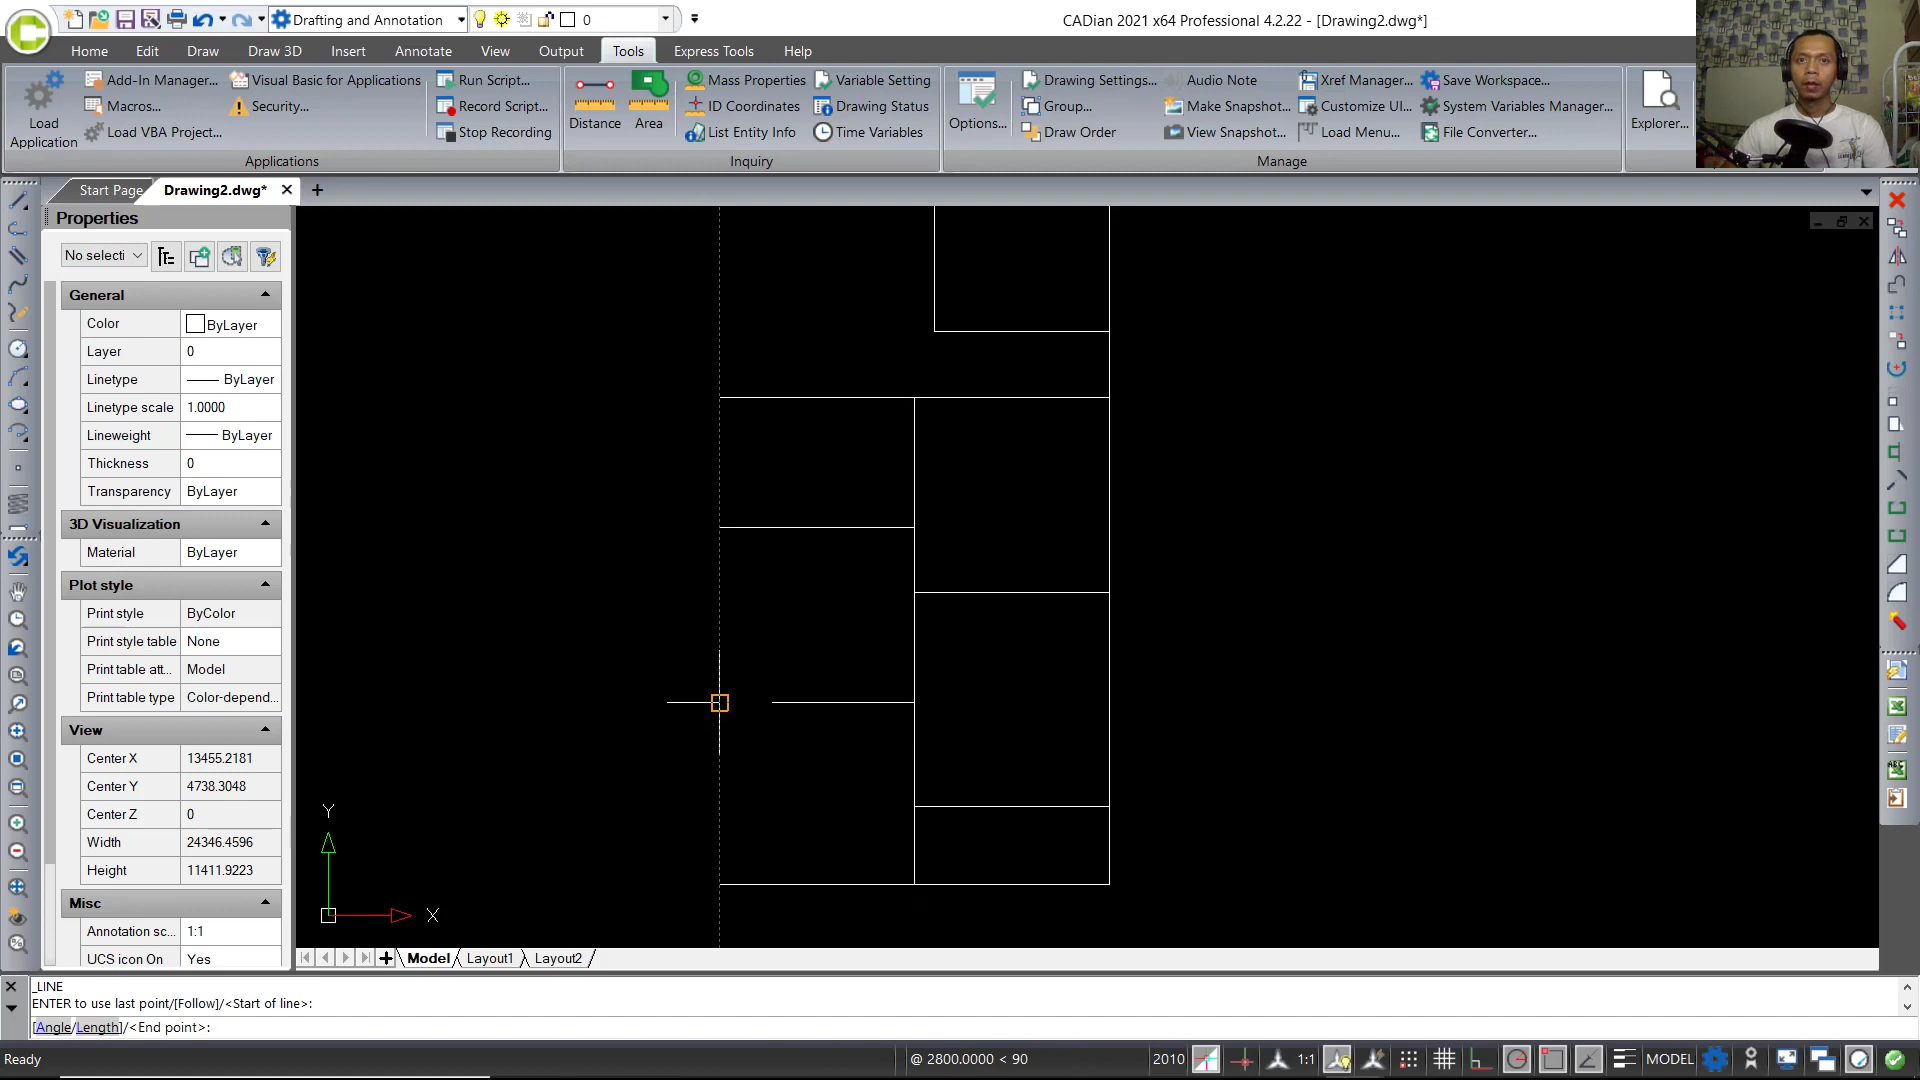 Drafting and Annotation
0
CADian 2021 x64 Professional 4.2.22 - [Drawing2.dwg*]
Home Edit Draw Draw 3D Insert Annotate View Output Tools Express Tools Help
Load Application
Add-In Manager...
Macros...
Load VBA Project...
Visual Basic for Applications
Security...
Run Script...
Record Script...
Stop Recording
Applications
Distance
Area
Mass Properties
ID Coordinates
List Entity Info
Variable Setting
Drawing Status
Time Variables
Inquiry
Options...
Drawing Settings...
Group...
Draw Order
Audio Note
Make Snapshot...
View Snapshot...
Xref Manager...
Customize UI...
Load Menu...
Save Workspace...
System Variables Manager...
File Converter...
Manage
Explorer...
Start Page
Drawing2.dwg*
Properties
No selecti
General
Color ByLayer
Layer 0
Linetype ByLayer
Linetype scale 1.0000
Lineweight ByLayer
Thickness 0
Transparency ByLayer
3D Visualization
Material ByLayer
Plot style
Print style ByColor
Print style table None
Print table att... Model
Print table type Color-depend...
View
Center X 13455.2181
Center Y 4738.3048
Center Z 0
Width 24346.4596
Height 11411.9223
Misc
Annotation sc... 1:1
UCS icon On Yes
Y
X
Model Layout1 Layout2
_LINE
ENTER to use last point/[Follow]/<Start of line>:
[Angle/Length]/<End point>:
Ready
@ 2800.0000 < 90
2010
1:1
MODEL